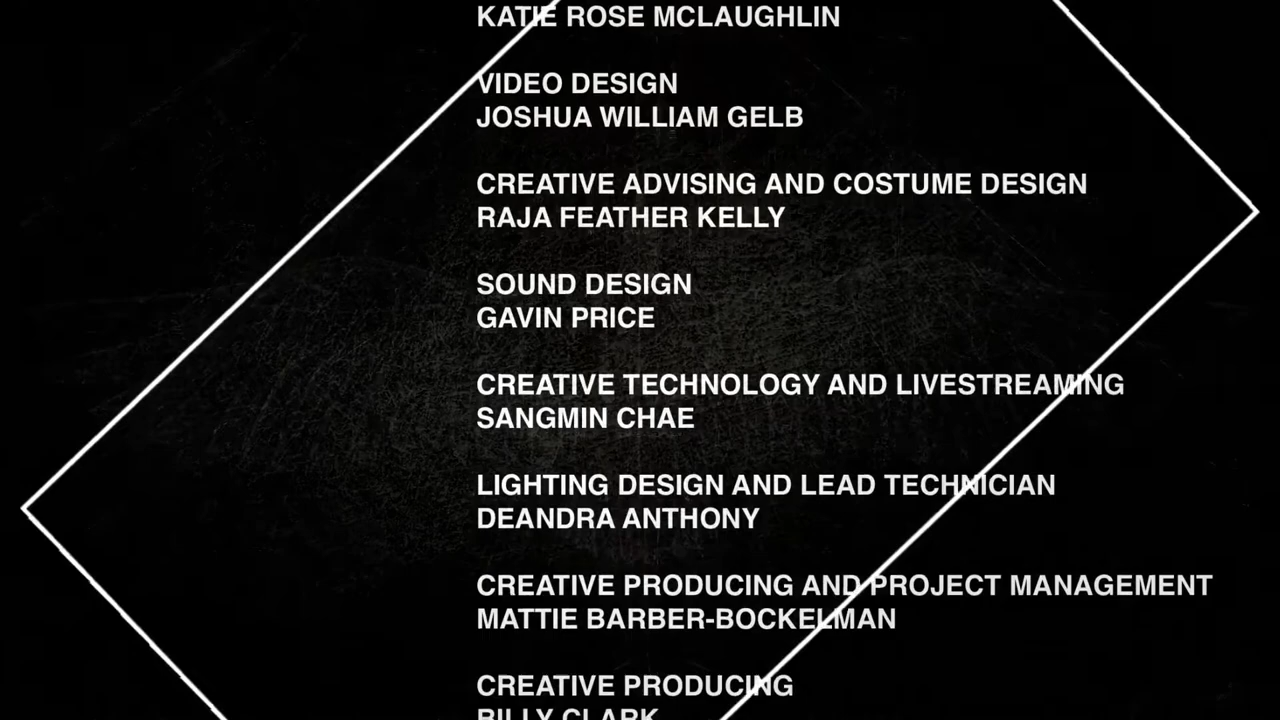 KATIE ROSE MCLAUGHLIN
VIDEO DESIGN
JOSHUA WILLIAM GELB
CREATIVE ADVISING AND COSTUME DESIGN
RAJA FEATHER KELLY
SOUND DESIGN
GAVIN PRICE
CREATIVE TECHNOLOGY AND LIVESTREAMING
SANGMIN CHAE
LIGHTING DESIGN AND LEAD TECHNICIAN
DEANDRA ANTHONY
CREATIVE PRODUCING AND PROJECT MANAGEMENT
MATTIE BARBER-BOCKELMAN
CREATIVE PRODUCING
BILLY CLARK